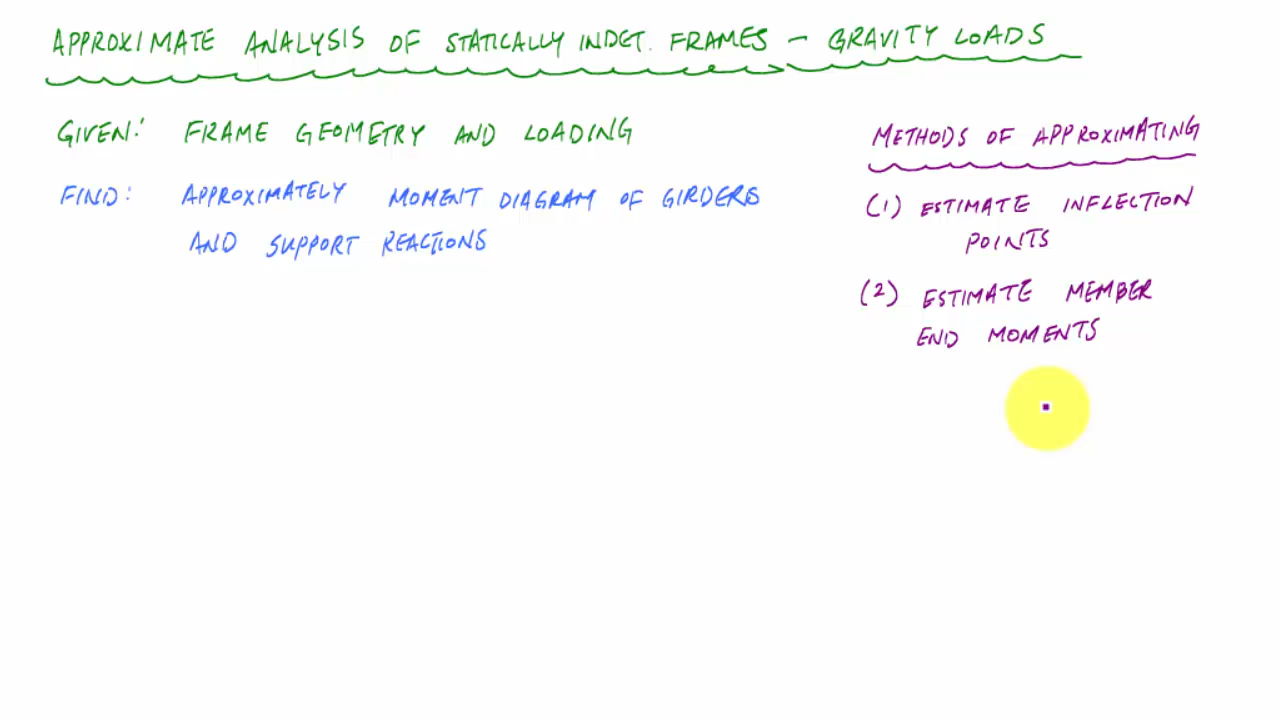 APPROXIMATE ANALYSIS OF STATICALLY INDET. FRAMES - GRAVITY LOADS
GIVEN: FRAME GEOMETRY AND LOADING
FIND: APPROXIMATELY MOMENT DIAGRAM OF GIRDERS
AND SUPPORT REACTIONS
METHODS OF APPROXIMATING
(1) ESTIMATE INFLECTION
POINTS
(2) ESTIMATE MEMBER
END MOMENTS